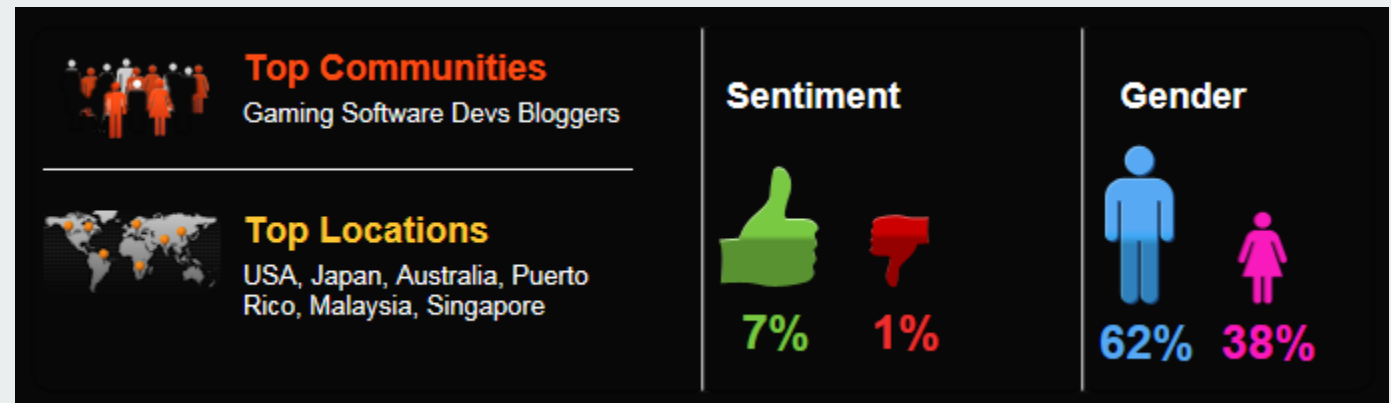 Top Communities
Gaming Software Devs Bloggers
Top Locations
USA, Japan, Australia, Puerto
Rico, Malaysia, Singapore
Sentiment
7% 1%
Gender
62% 38%